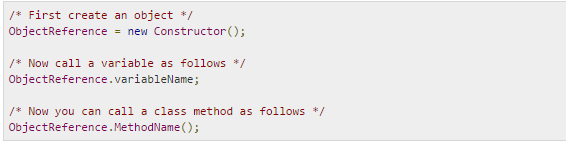 /* First create an object */
ObjectReference = new Constructor();
/* Now call a variable as follows */
ObjectReference.variableName;
/* Now you can call a class method as follows */
ObjectReference.MethodName();